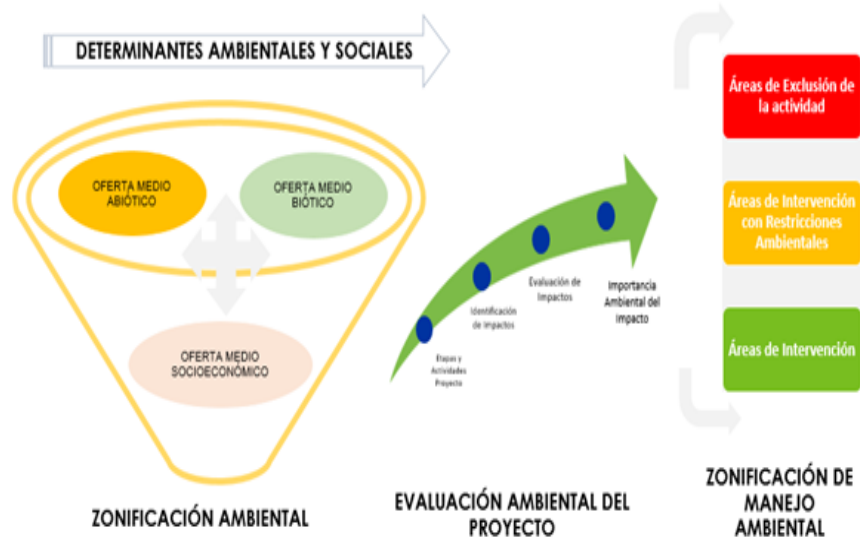 DETERMINANTES AMBIENTALES Y SOCIALES
OFERTA MEDIO
ABIÓTICO
OFERTA MEDIO
BIÓTICO
OFERTA MEDIO
SOCIOECONÓMICO
ZONIFICACIÓN AMBIENTAL
Etapas y
Actividades
Proyecto
Identificación
de Impactos
Evaluación de
Impactos
Importancia
Ambiental del
Impacto
EVALUACIÓN AMBIENTAL DEL
PROYECTO
Áreas de Exclusión de
la actividad
Áreas de Intervención
con Restricciones
Ambientales
Áreas de Intervención
ZONIFICACIÓN DE
MANEJO
AMBIENTAL